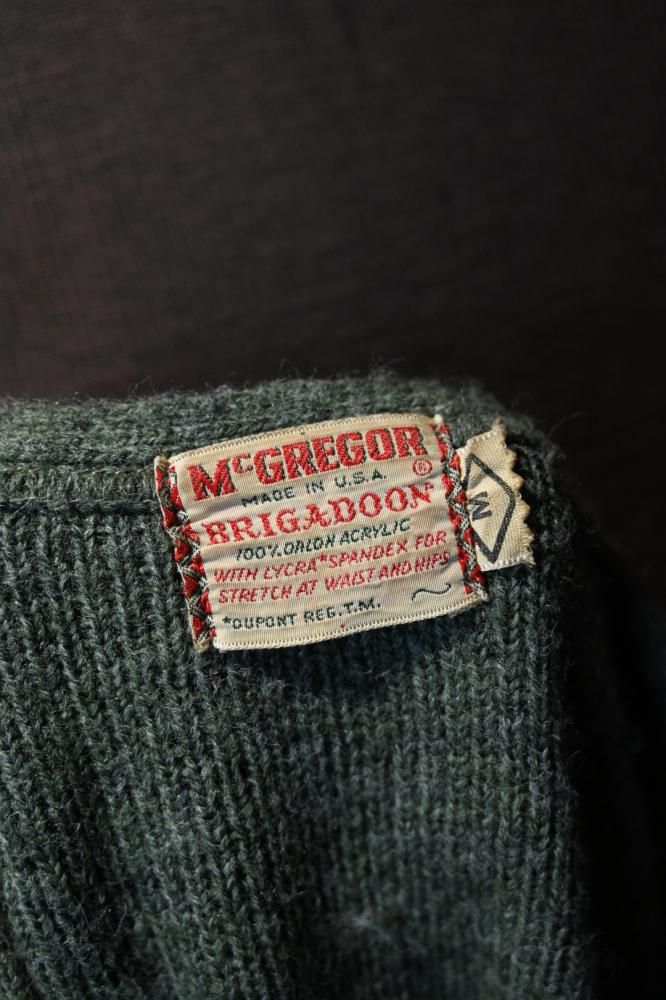 McGREGOR®
MADE IN U.S.A.
BRIGADOON
100% ORLON ACRYLIC
WITH LYCRA* SPANDEX FOR
STRETCH AT WAIST AND HIPS
*DUPONT REG. T.M.
M